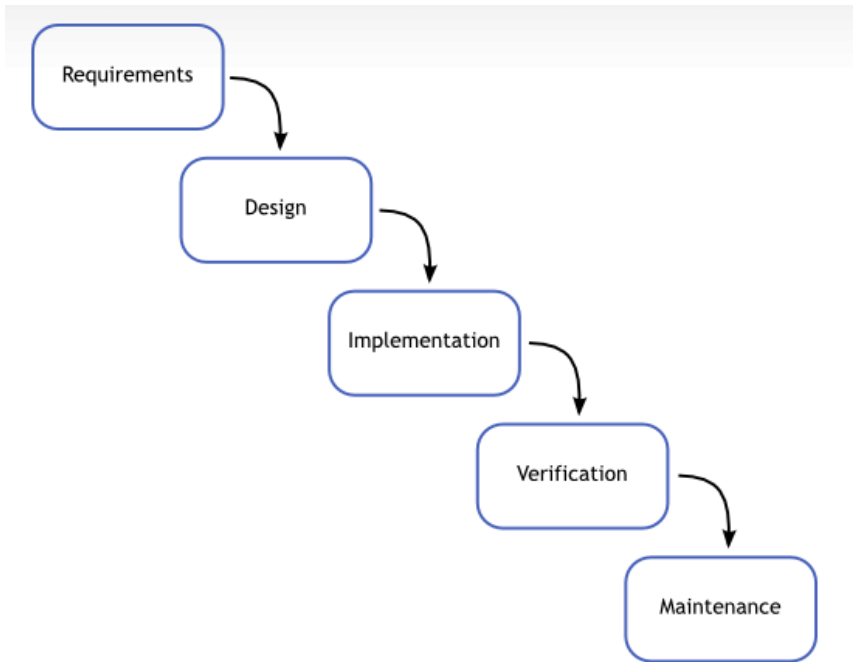 Requirements
Design
Implementation
Verification
Maintenance